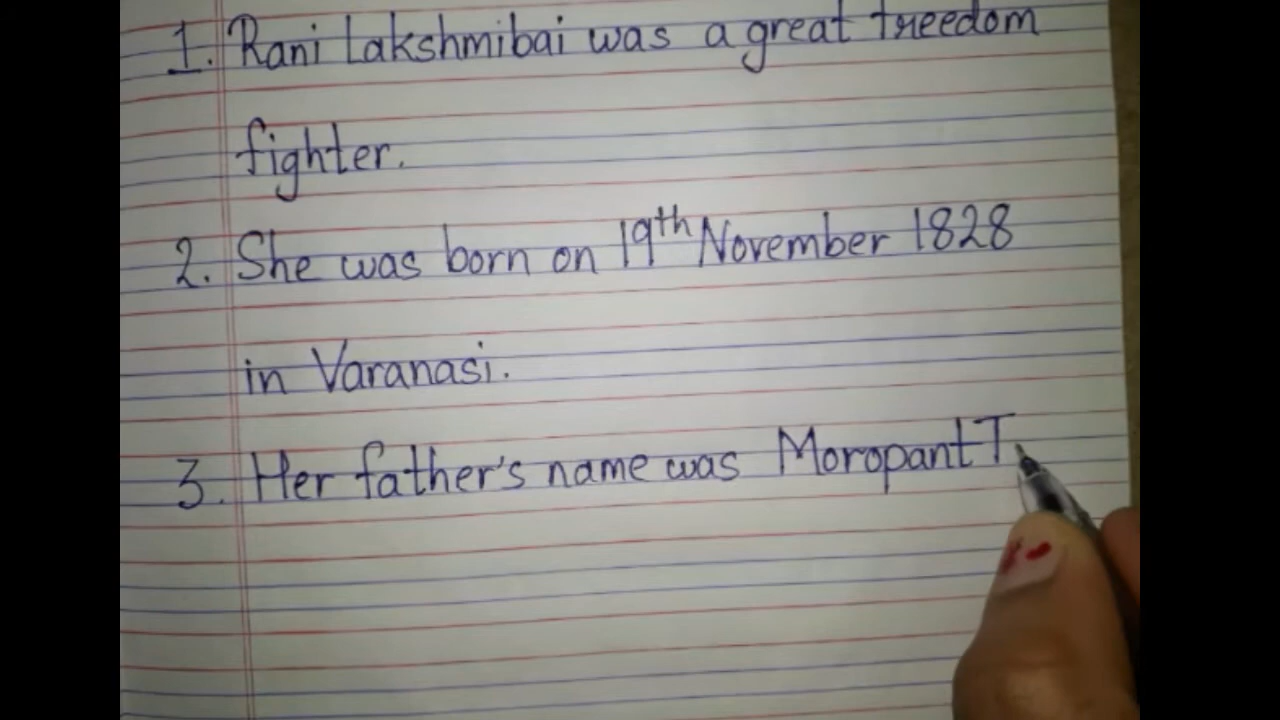 1. Rani Lakshmibai was a great freedom
fighter.
2. She was born on 19th November 1828
in Varanasi.
3. Her father's name was Moropant T